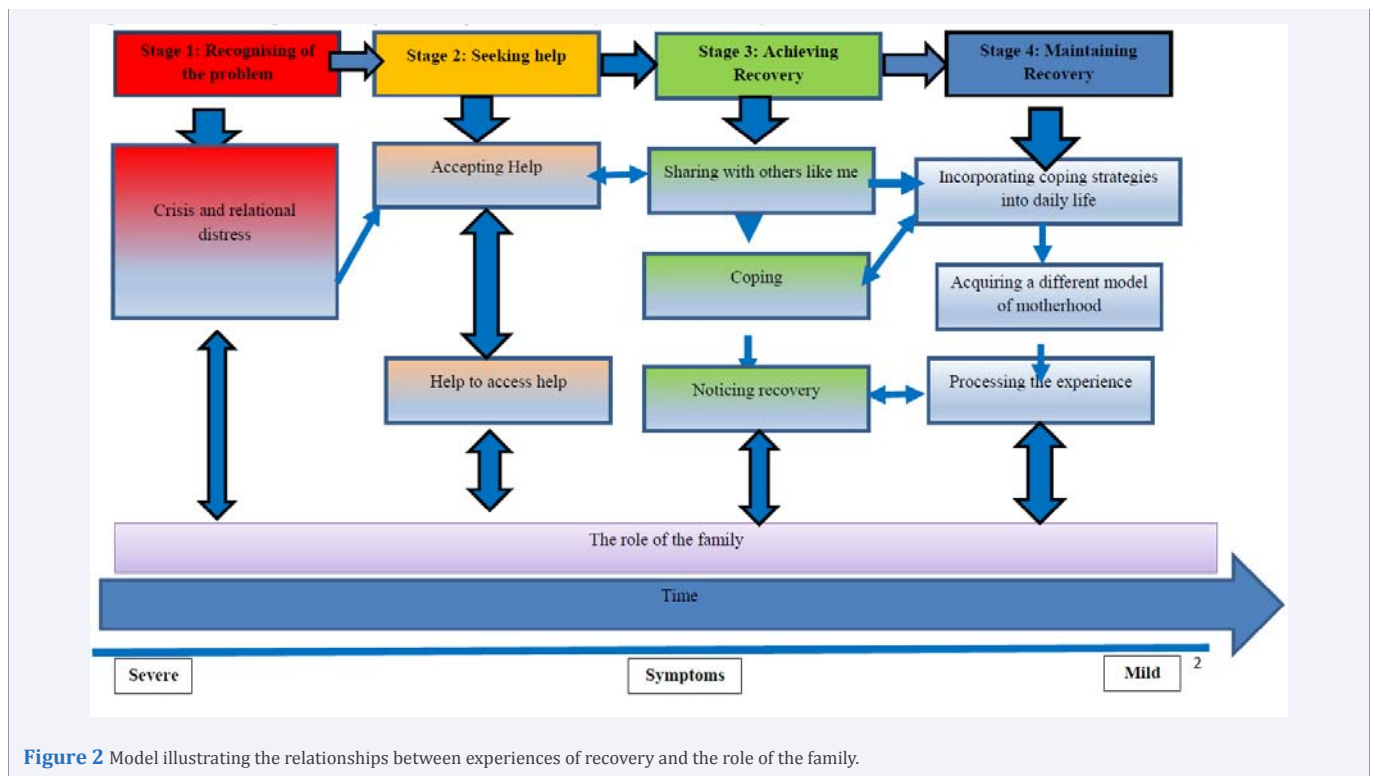 Stage 1: Recognising of
the problem
Stage 2: Seeking help
Stage 3: Achieving
Recovery
Stage 4: Maintaining
Recovery
Crisis and relational
distress
Accepting Help
Help to access help
Sharing with others like me
Coping
Noticing recovery
Incorporating coping strategies
into daily life
Acquiring a different model
of motherhood
Processing the experience
The role of the family
Time
Severe
Symptoms
Mild
2
Figure 2 Model illustrating the relationships between experiences of recovery and the role of the family.